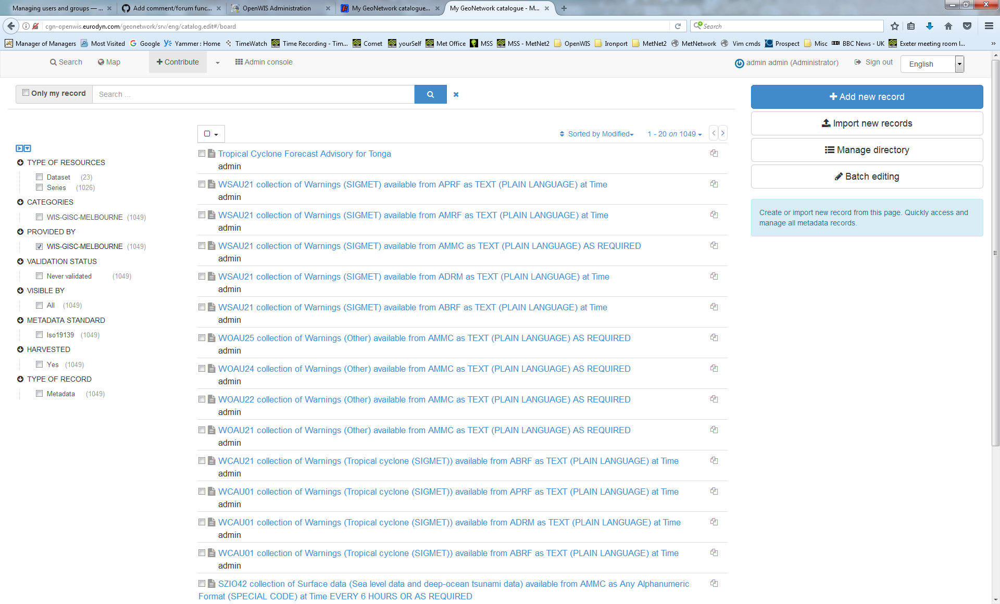 Managing users and groups — ...
Add comment/forum func...
OpenWIS Administration
My GeoNetwork catalogue...
My GeoNetwork catalogue - M...
cgn-openwis.eurodyn.com/geonetwork/srv/eng/catalog.edit#/board
Search
Manager of Managers
Most Visited
Google
Yammer : Home
TimeWatch
Time Recording - Tim...
Comet
yourSelf
Met Office
MSS
MSS - MetNet2
OpenWIS
Ironport
MetNet2
MetNetwork
Vim cmds
Prospect
Misc
BBC News - UK
Exeter meeting room l...
Search
Map
Contribute
Admin console
admin admin (Administrator)
Sign out
English
Only my record
Search ...
Add new record
Import new records
Manage directory
Batch editing
Create or import new record from this page. Quickly access and
manage all metadata records.
Sorted by Modified
1 - 20 on 1049
TYPE OF RESOURCES
Dataset (23)
Series (1026)
CATEGORIES
WIS-GISC-MELBOURNE (1049)
PROVIDED BY
WIS-GISC-MELBOURNE (1049)
VALIDATION STATUS
Never validated (1049)
VISIBLE BY
All (1049)
METADATA STANDARD
Iso19139 (1049)
HARVESTED
Yes (1049)
TYPE OF RECORD
Metadata (1049)
Tropical Cyclone Forecast Advisory for Tonga
admin
WSAU21 collection of Warnings (SIGMET) available from APRF as TEXT (PLAIN LANGUAGE) at Time
admin
WSAU21 collection of Warnings (SIGMET) available from AMRF as TEXT (PLAIN LANGUAGE) at Time
admin
WSAU21 collection of Warnings (SIGMET) available from AMMC as TEXT (PLAIN LANGUAGE) AS REQUIRED
admin
WSAU21 collection of Warnings (SIGMET) available from ADRM as TEXT (PLAIN LANGUAGE) at Time
admin
WSAU21 collection of Warnings (SIGMET) available from ABRF as TEXT (PLAIN LANGUAGE) at Time
admin
WOAU25 collection of Warnings (Other) available from AMMC as TEXT (PLAIN LANGUAGE) AS REQUIRED
admin
WOAU24 collection of Warnings (Other) available from AMMC as TEXT (PLAIN LANGUAGE) AS REQUIRED
admin
WOAU22 collection of Warnings (Other) available from AMMC as TEXT (PLAIN LANGUAGE) AS REQUIRED
admin
WOAU21 collection of Warnings (Other) available from AMMC as TEXT (PLAIN LANGUAGE) AS REQUIRED
admin
WCAU21 collection of Warnings (Tropical cyclone (SIGMET)) available from ABRF as TEXT (PLAIN LANGUAGE) at Time
admin
WCAU01 collection of Warnings (Tropical cyclone (SIGMET)) available from APRF as TEXT (PLAIN LANGUAGE) at Time
admin
WCAU01 collection of Warnings (Tropical cyclone (SIGMET)) available from ADRM as TEXT (PLAIN LANGUAGE) at Time
admin
WCAU01 collection of Warnings (Tropical cyclone (SIGMET)) available from ABRF as TEXT (PLAIN LANGUAGE) at Time
admin
SZIO42 collection of Surface data (Sea level data and deep-ocean tsunami data) available from AMMC as Any Alphanumeric
Format (SPECIAL CODE) at Time EVERY 6 HOURS OR AS REQUIRED